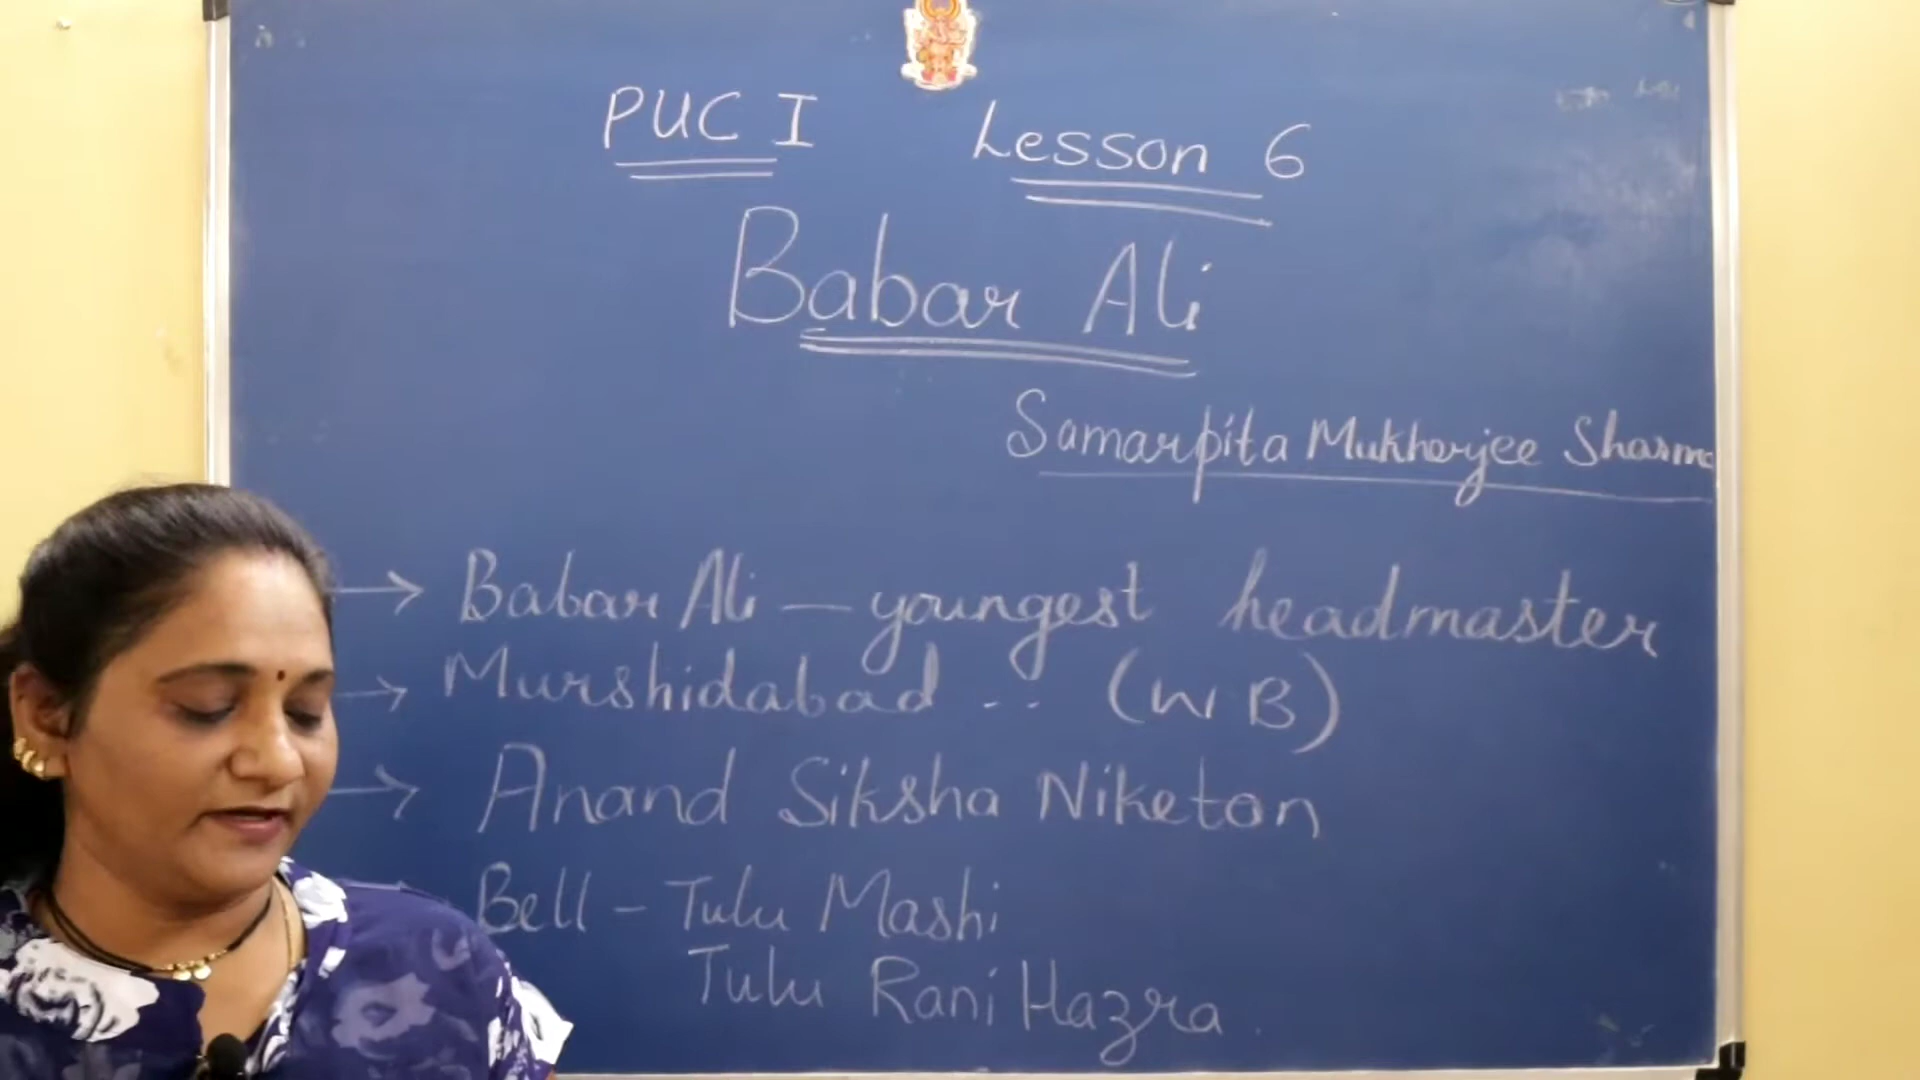 PUC I Lesson 6
Babar Ali
Samarpita Mukherjee Sharma
→ Babar Ali — youngest headmaster
→ Murshidabad .. (WB)
→ Anand Siksha Niketan
Bell - Tulu Mashi
Tulu Rani Hazra.